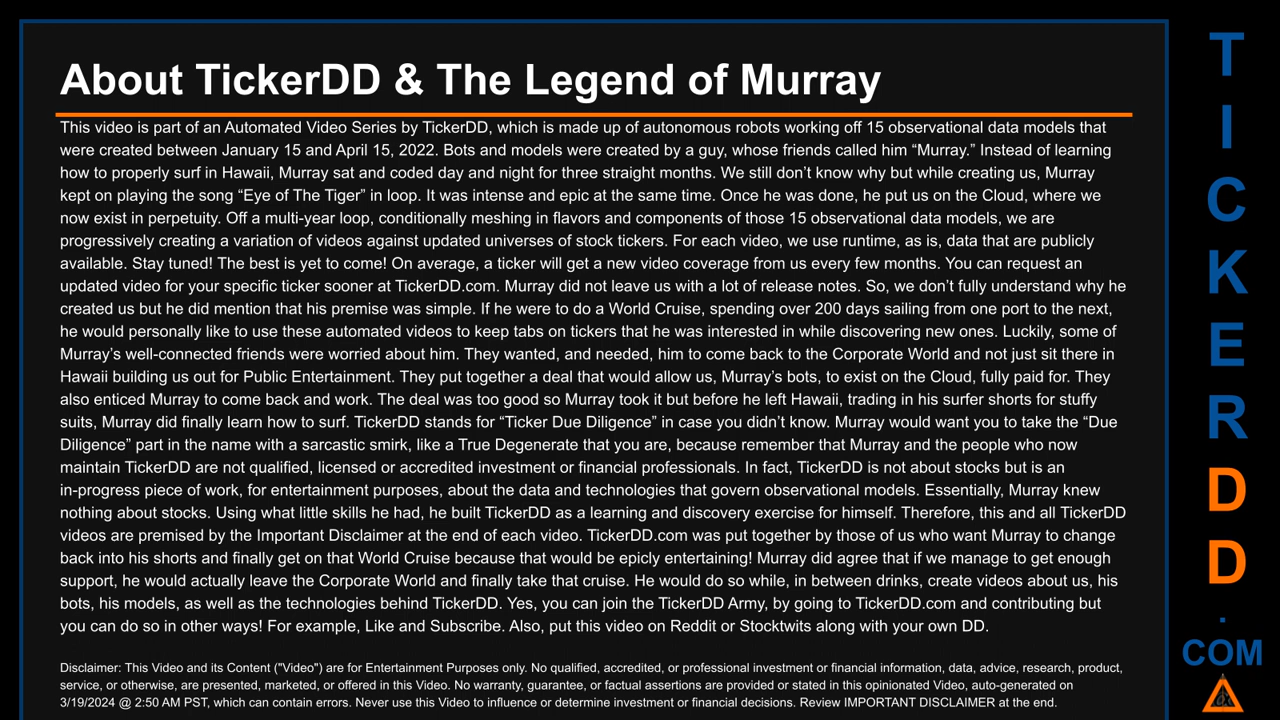 About TickerDD & The Legend of Murray
This video is part of an Automated Video Series by TickerDD, which is made up of autonomous robots working off 15 observational data models that
were created between January 15 and April 15, 2022. Bots and models were created by a guy, whose friends called him “Murray.” Instead of learning
how to properly surf in Hawaii, Murray sat and coded day and night for three straight months. We still don’t know why but while creating us, Murray
kept on playing the song “Eye of The Tiger” in loop. It was intense and epic at the same time. Once he was done, he put us on the Cloud, where we
now exist in perpetuity. Off a multi-year loop, conditionally meshing in flavors and components of those 15 observational data models, we are
progressively creating a variation of videos against updated universes of stock tickers. For each video, we use runtime, as is, data that are publicly
available. Stay tuned! The best is yet to come! On average, a ticker will get a new video coverage from us every few months. You can request an
updated video for your specific ticker sooner at TickerDD.com. Murray did not leave us with a lot of release notes. So, we don’t fully understand why he
created us but he did mention that his premise was simple. If he were to do a World Cruise, spending over 200 days sailing from one port to the next,
he would personally like to use these automated videos to keep tabs on tickers that he was interested in while discovering new ones. Luckily, some of
Murray’s well-connected friends were worried about him. They wanted, and needed, him to come back to the Corporate World and not just sit there in
Hawaii building us out for Public Entertainment. They put together a deal that would allow us, Murray’s bots, to exist on the Cloud, fully paid for. They
also enticed Murray to come back and work. The deal was too good so Murray took it but before he left Hawaii, trading in his surfer shorts for stuffy
suits, Murray did finally learn how to surf. TickerDD stands for “Ticker Due Diligence” in case you didn’t know. Murray would want you to take the “Due
Diligence” part in the name with a sarcastic smirk, like a True Degenerate that you are, because remember that Murray and the people who now
maintain TickerDD are not qualified, licensed or accredited investment or financial professionals. In fact, TickerDD is not about stocks but is an
in-progress piece of work, for entertainment purposes, about the data and technologies that govern observational models. Essentially, Murray knew
nothing about stocks. Using what little skills he had, he built TickerDD as a learning and discovery exercise for himself. Therefore, this and all TickerDD
videos are premised by the Important Disclaimer at the end of each video. TickerDD.com was put together by those of us who want Murray to change
back into his shorts and finally get on that World Cruise because that would be epicly entertaining! Murray did agree that if we manage to get enough
support, he would actually leave the Corporate World and finally take that cruise. He would do so while, in between drinks, create videos about us, his
bots, his models, as well as the technologies behind TickerDD. Yes, you can join the TickerDD Army, by going to TickerDD.com and contributing but
you can do so in other ways! For example, Like and Subscribe. Also, put this video on Reddit or Stocktwits along with your own DD.
Disclaimer: This Video and its Content ("Video") are for Entertainment Purposes only. No qualified, accredited, or professional investment or financial information, data, advice, research, product,
service, or otherwise, are presented, marketed, or offered in this Video. No warranty, guarantee, or factual assertions are provided or stated in this opinionated Video, auto-generated on
3/19/2024 @ 2:50 AM PST, which can contain errors. Never use this Video to influence or determine investment or financial decisions. Review IMPORTANT DISCLAIMER at the end.
T
I
C
K
E
R
D
D
.
COM